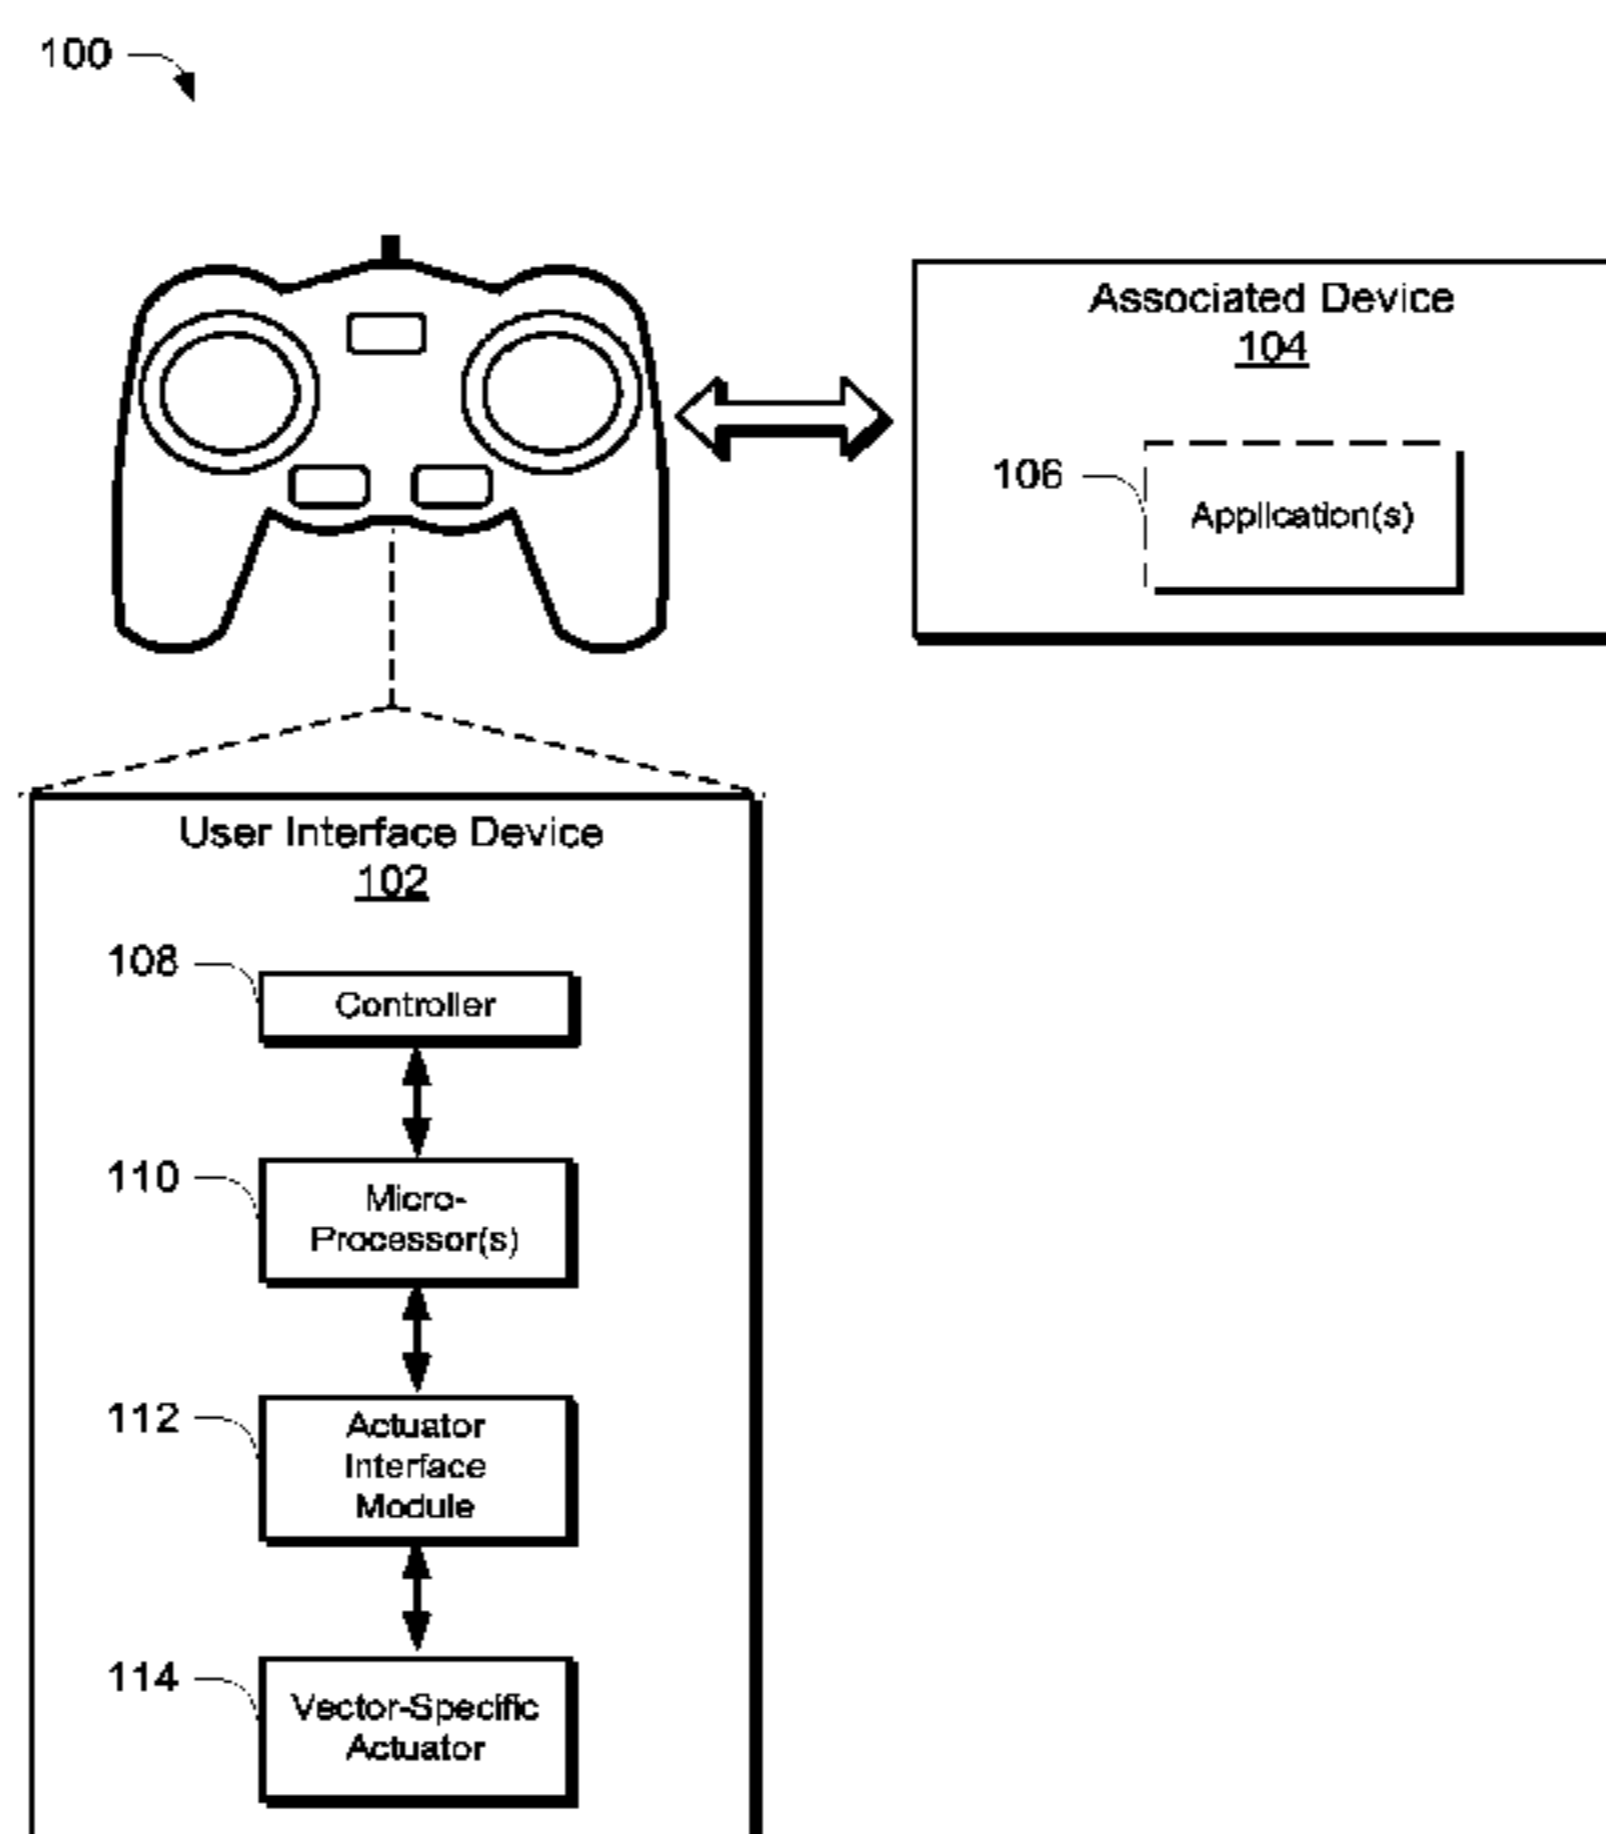 100
Associated Device
104
106
Application(s)
User Interface Device
102
108
Controller
110
Micro-
Processor(s)
112
Actuator
Interface
Module
114
Vector-Specific
Actuator